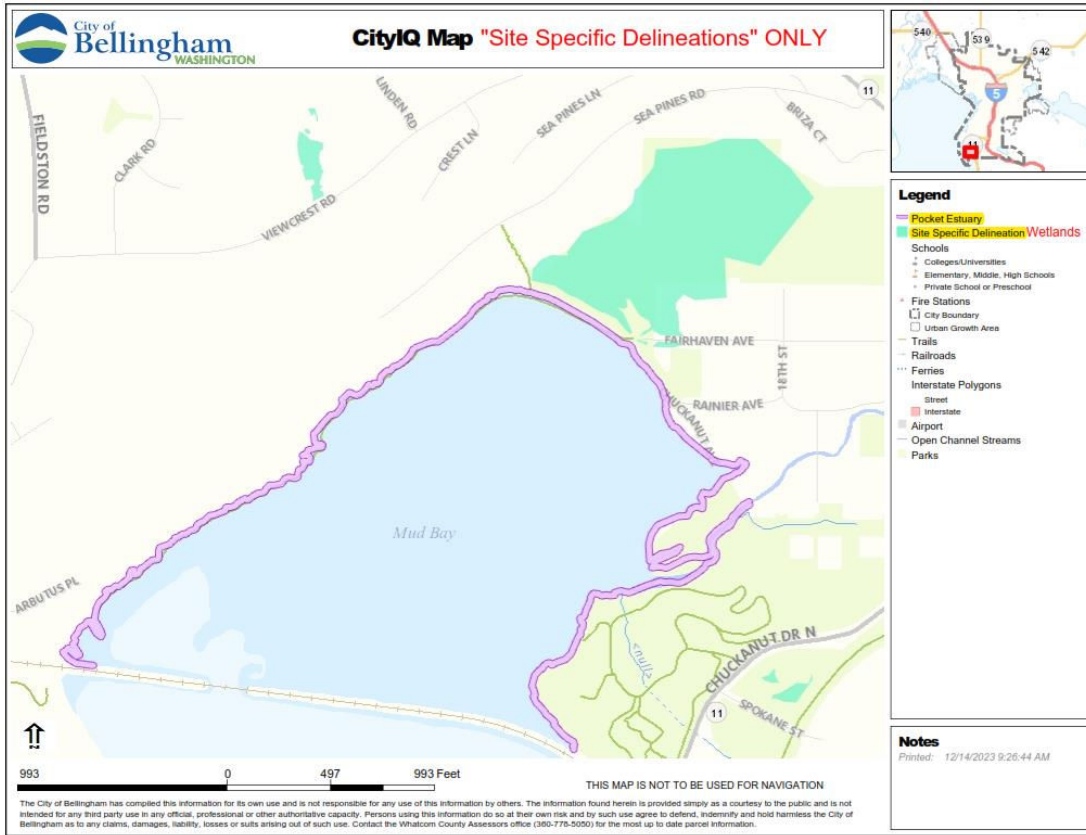 City of
Bellingham
WASHINGTON
CityIQ Map "Site Specific Delineations" ONLY
540
539
542
5
11
11
FIELDSTON RD
CLARK RD
LINDEN RD
CREST LN
SEA PINES LN
SEA PINES RD
BRIZA CT
VIEWCREST RD
FAIRHAVEN AVE
18TH ST
RAINIER AVE
Mud Bay
ARBUTUS PL
<null>
CHUCKANUT DR N
11
SPOKANE ST
N
Legend
Pocket Estuary
Site Specific Delineation Wetlands
Schools
Colleges/Universities
Elementary, Middle, High Schools
Private School or Preschool
Fire Stations
City Boundary
Urban Growth Area
Trails
Railroads
Ferries
Interstate Polygons
Street
Interstate
Airport
Open Channel Streams
Parks
Notes
Printed: 12/14/2023 9:26:44 AM
993 0 497 993 Feet
THIS MAP IS NOT TO BE USED FOR NAVIGATION
The City of Bellingham has compiled this information for its own use and is not responsible for any use of this information by others. The information found herein is provided simply as a courtesy to the public and is not
intended for any third party use in any official, professional or other authoritative capacity. Persons using this information do so at their own risk and by such use agree to defend, indemnify and hold harmless the City of
Bellingham as to any claims, damages, liability, losses or suits arising out of such use. Contact the Whatcom County Assessors office (360-778-5050) for the most up to date parcel information.